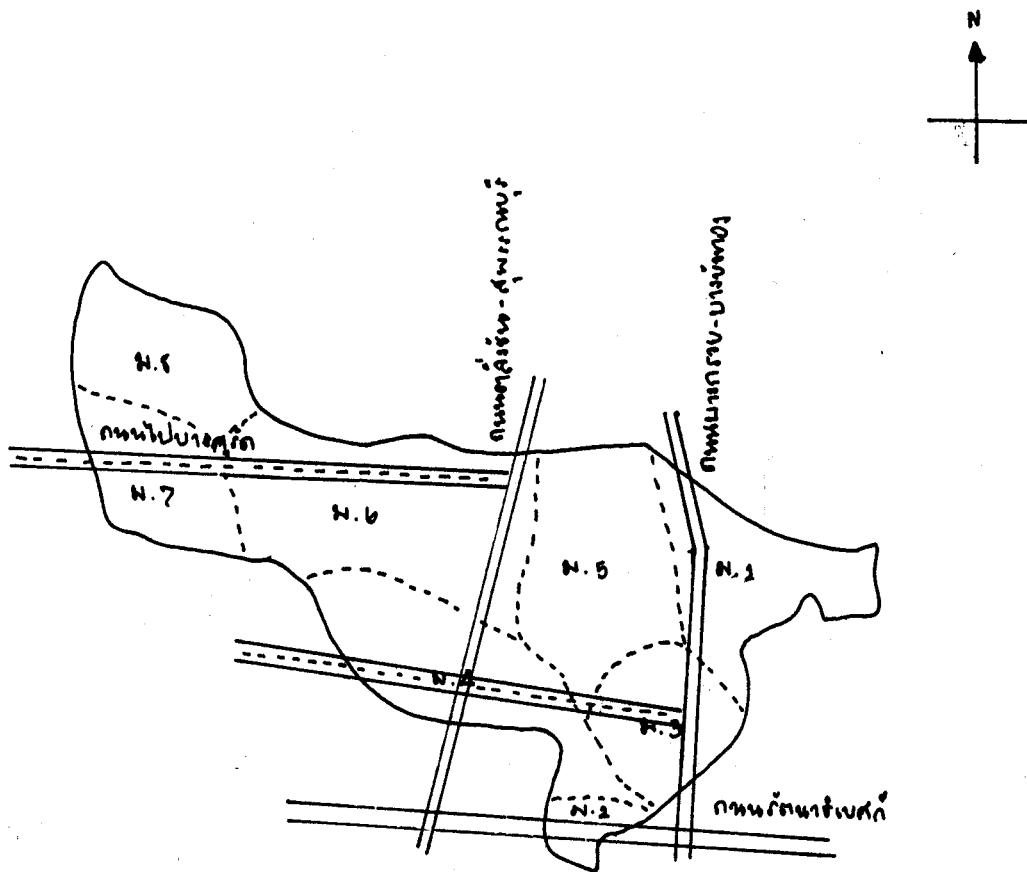 N
ถนนตลิ่งชัน-สุพรรณบุรี
ถนนบางกรวย-บางบัวทอง
ม.8
ถนนไปบางคูรัด
ม.7
ม.6
ม.5
ม.1
ม.3
ม.2
ถนนรัตนาธิเบศก์